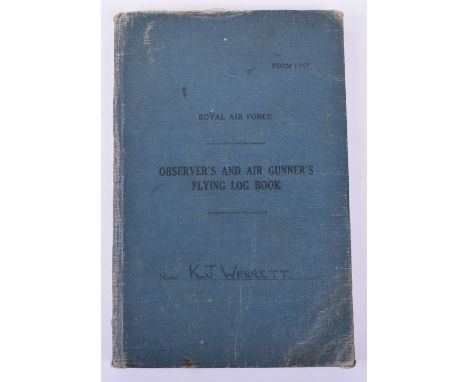 FORM 1767
ROYAL AIR FORCE
OBSERVER'S AND AIR GUNNER'S
FLYING LOG BOOK
K.J. WERRETT.